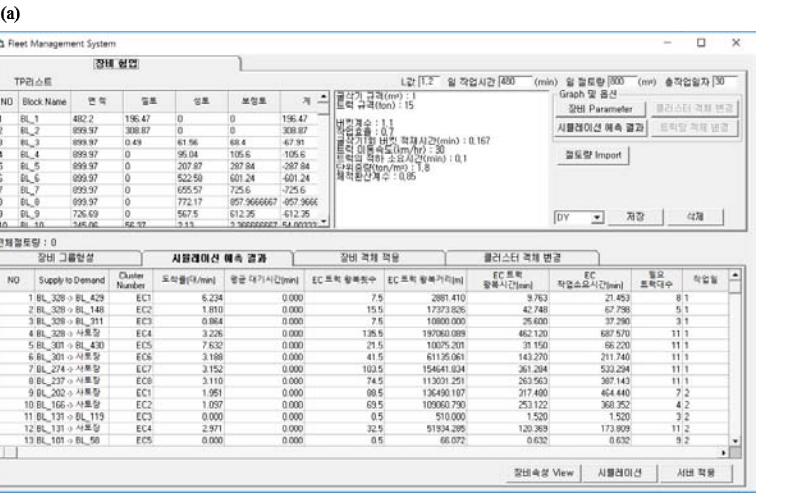 (a)
Fleet Management System
장비 협업
TP리스트
L값 1,2 일 작업시간 480 (min) 일 절토량 800 (m³) 총작업일자 30
NO Block Name 면 적 절토 성토 보정토 계
1 BL_1 482.2 196.47 0 0 196.47
2 BL_2 899.97 308.87 0 0 308.87
3 BL_3 899.97 0.49 61.56 68.4 -67.91
4 BL_4 899.97 0 95.04 105.6 -105.6
5 BL_5 899.97 0 207.87 287.84 -287.84
6 BL_6 899.97 0 522.58 601.24 -601.24
7 BL_7 899.97 0 655.57 725.6 -725.6
8 BL_8 899.97 0 772.17 857.9666667 -857.9666
9 BL_9 726.69 0 567.5 612.35 -612.35
10 BL_10 245.06 56.37 2.13
굴삭기 규격(m³) : 1
트럭 규격(ton) : 15
버킷계수 : 1,1
작업효율 : 0,7
굴삭기1회 버킷 적재시간(min) : 0,167
트럭 이동속도(km/hr) : 30
트럭의 적하 소요시간(min) : 0,1
단위중량(ton/m³) : 1,8
체적환산계수 : 0,85
Graph 및 옵션
장비 Parameter 클러스터 객체 변경
시뮬레이션 예측 결과 트럭당 객체 변경
절토량 Import
DY 저장 삭제
전체절토량 : 0
장비 그룹형성 시뮬레이션 예측 결과 장비 객체 적용 클러스터 객체 변경
NO Supply to Demand Cluster Number 도착률(대/min) 평균 대기시간(min) EC 트럭 왕복횟수 EC 트럭 왕복거리(m) EC 트럭 왕복시간(min) EC 작업소요시간(min) 필요 트럭대수 작업일
1 BL_328 -> BL_429 EC1 6.234 0.000 7.5 2881.410 9.763 21.453 8 1
2 BL_328 -> BL_148 EC2 1.810 0.000 15.5 17373.826 42.748 67.798 5 1
3 BL_328 -> BL_311 EC3 0.864 0.000 7.5 10800.000 25.600 37.290 3 1
4 BL_328 -> 사토장 EC4 3.226 0.000 135.5 197060.089 462.120 687.570 11 1
5 BL_301 -> BL_430 EC5 7.632 0.000 21.5 10075.201 31.150 66.220 11 1
6 BL_301 -> 사토장 EC6 3.188 0.000 41.5 61135.061 143.270 211.740 11 1
7 BL_274 -> 사토장 EC7 3.152 0.000 103.5 154641.834 361.284 533.294 11 1
8 BL_237 -> 사토장 EC8 3.110 0.000 74.5 113031.251 263.563 387.143 11 1
9 BL_202 -> 사토장 EC1 1.951 0.000 88.5 136490.107 317.480 464.440 7 2
10 BL_166 -> 사토장 EC2 1.097 0.000 69.5 109060.790 253.122 368.352 4 2
11 BL_131 -> BL_119 EC3 0.000 0.000 0.5 510.000 1.520 1.520 3 2
12 BL_131 -> 사토장 EC4 2.971 0.000 32.5 51934.285 120.369 173.809 11 2
13 BL_101 -> BL_58 EC5 0.000 0.000 0.5 66.072 0.632 0.632 9 2
장비속성 View 시뮬레이션 서버 적용